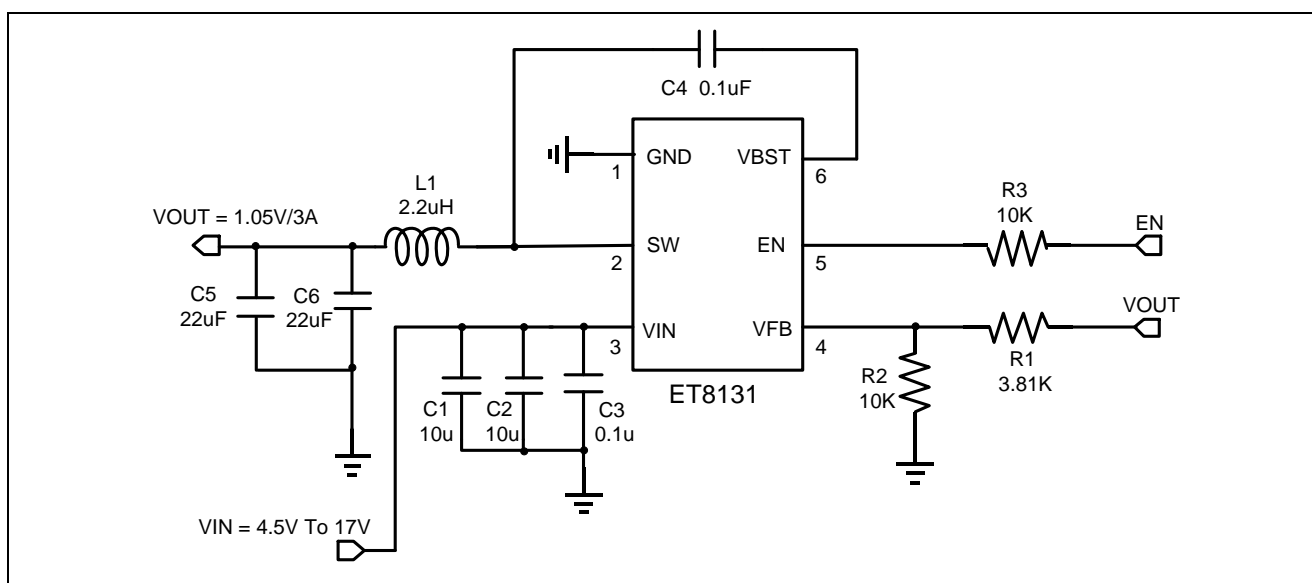 C4 0.1uF
GND
VBST
1
6
L1
2.2uH
R3
10K
VOUT = 1.05V/3A
EN
SW
EN
2
5
C5
22uF
C6
22uF
VOUT
VIN
VFB
3
4
R1
3.81K
R2
10K
ET8131
C1
10u
C2
10u
C3
0.1u
VIN = 4.5V To 17V